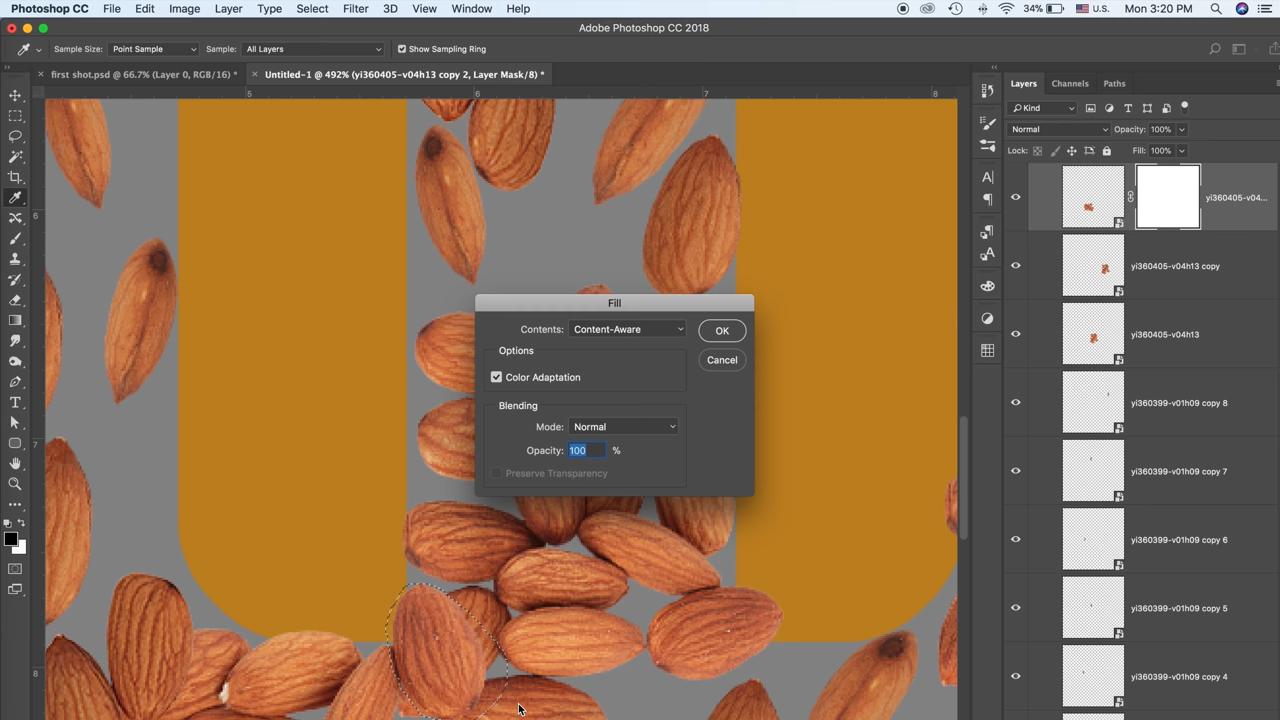 Photoshop CC File Edit Image Layer Type Select Filter 3D View Window Help 34% U.S. Mon 3:20 PM
Adobe Photoshop CC 2018
Sample Size: Point Sample Sample: All Layers Show Sampling Ring
first shot.psd @ 66.7% (Layer 0, RGB/16) * Untitled-1 @ 492% (yi360405-v04h13 copy 2, Layer Mask/8) *
Layers Channels Paths
5 6 7 8
Kind
Normal Opacity: 100%
Lock: Fill: 100%
yi360405-v04...
6
yi360405-v04h13 copy
Fill
Contents: Content-Aware OK
yi360405-v04h13
Options
Cancel
Color Adaptation
Blending
yi360399-v01h09 copy 8
Mode: Normal
7
Opacity: 100 %
Preserve Transparency
yi360399-v01h09 copy 7
yi360399-v01h09 copy 6
yi360399-v01h09 copy 5
8
yi360399-v01h09 copy 4